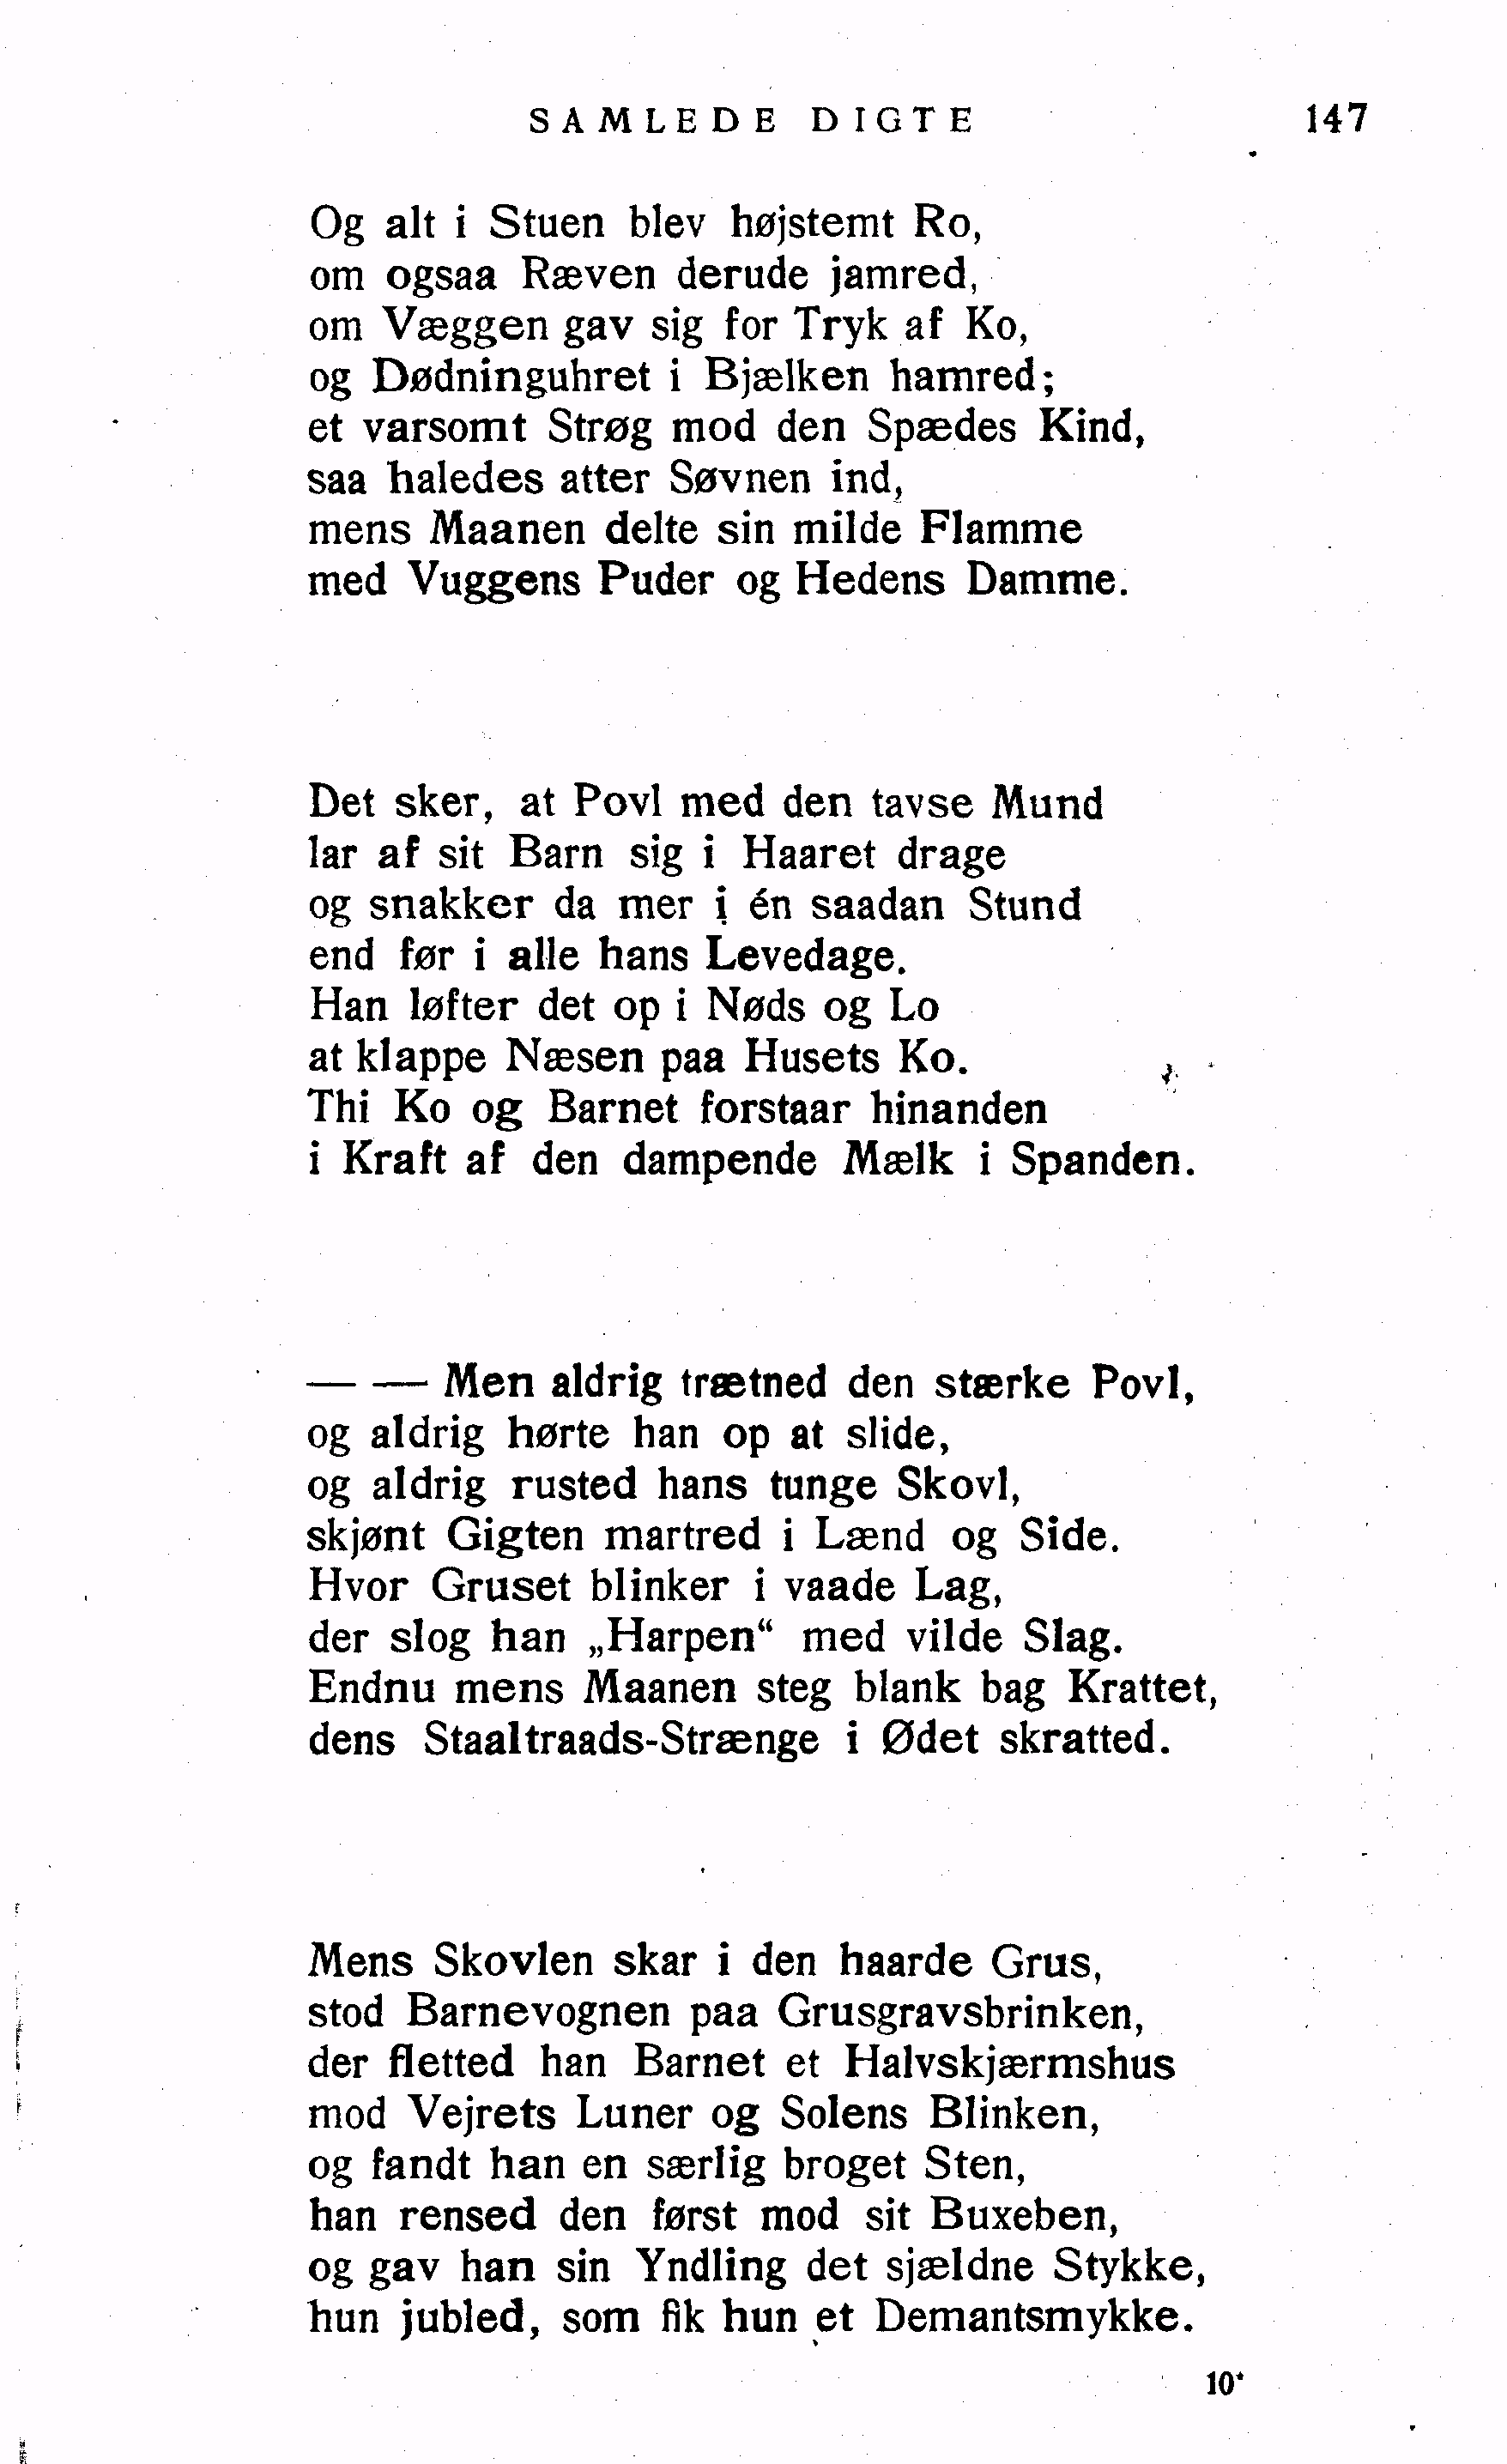 SAMLEDE DIGTE 147
Og alt i Stuen blev højstemt Ro,
om ogsaa Ræven derude jamred,
om Væggen gav sig for Tryk af Ko,
og Dødninguhret i Bjælken hamred;
et varsomt Strøg mod den Spædes Kind,
saa haledes atter Søvnen ind,
mens Maanen delte sin milde Flamme
med Vuggens Puder og Hedens Damme.
Det sker, at Povl med den tavse Mund
lar af sit Barn sig i Haaret drage
og snakker da mer i én saadan Stund
end før i alle hans Levedage.
Han løfter det op i Nøds og Lo
at klappe Næsen paa Husets Ko.
Thi Ko og Barnet forstaar hinanden
i Kraft af den dampende Mælk i Spanden.
— — Men aldrig trætned den stærke Povl,
og aldrig hørte han op at slide,
og aldrig rusted hans tunge Skovl,
skjønt Gigten martred i Lænd og Side.
Hvor Gruset blinker i vaade Lag,
der slog han „Harpen“ med vilde Slag.
Endnu mens Maanen steg blank bag Krattet,
dens Staaltraads-Strænge i Ødet skratted.
Mens Skovlen skar i den haarde Grus,
stod Barnevognen paa Grusgravsbrinken,
der fletted han Barnet et Halvskjærmshus
mod Vejrets Luner og Solens Blinken,
og fandt han en særlig broget Sten,
han rensed den først mod sit Buxeben,
og gav han sin Yndling det sjældne Stykke,
hun jubled, som fik hun et Demantsmykke.
10*